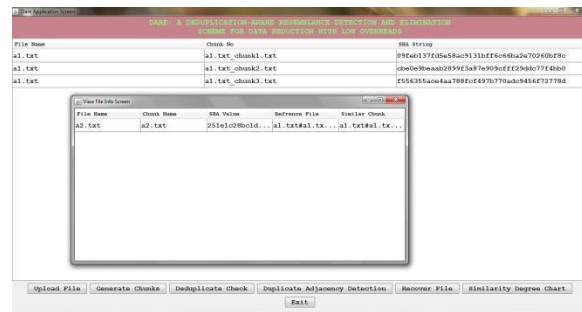 Dare Application Screen
DARE: A DEDUPLICATION-AWARE RESEMBLANCE DETECTION AND ELIMINATION
SCHEME FOR DATA REDUCTION WITH LOW OVERHEADS
File Name Chunk No SHA String
a1.txt a1.txt_chunk1.txt 09feb137fd5e58ac9131bff6c66ba2e70260bf8c
a1.txt a1.txt_chunk2.txt cbe0e9beaab2899f3a87e909cfff29ddc77f4bb0
a1.txt a1.txt_chunk3.txt f556355ace4aa788fcf497b770adc9456f72778d
View File Info Screen
File Name Chunk Name SHA Value Refrence File Similar Chunk
a2.txt a2.txt 251e1c28bc1d... a1.txt#a1.tx... a1.txt#a1.tx...
Upload File Generate Chunks Deduplicate Check Duplicate Adjacency Detection Recover File Similarity Degree Chart
Exit